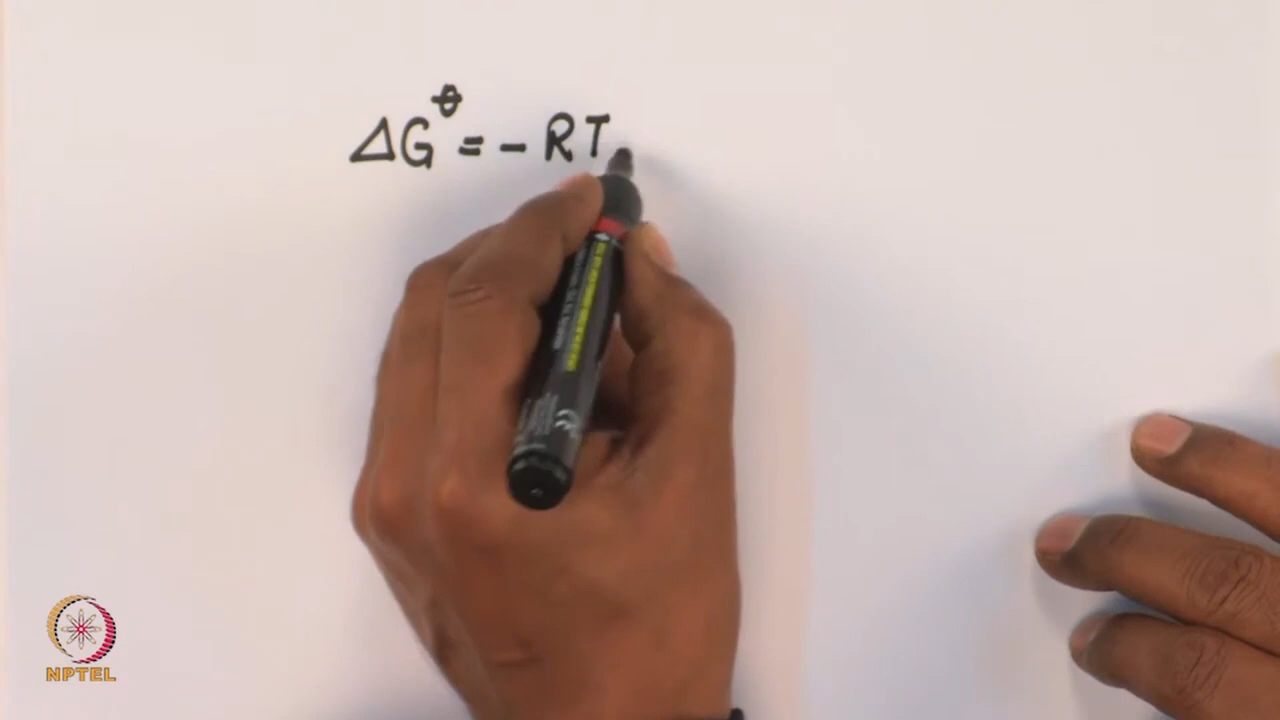 ΔG⦵ = - RT
NPTEL